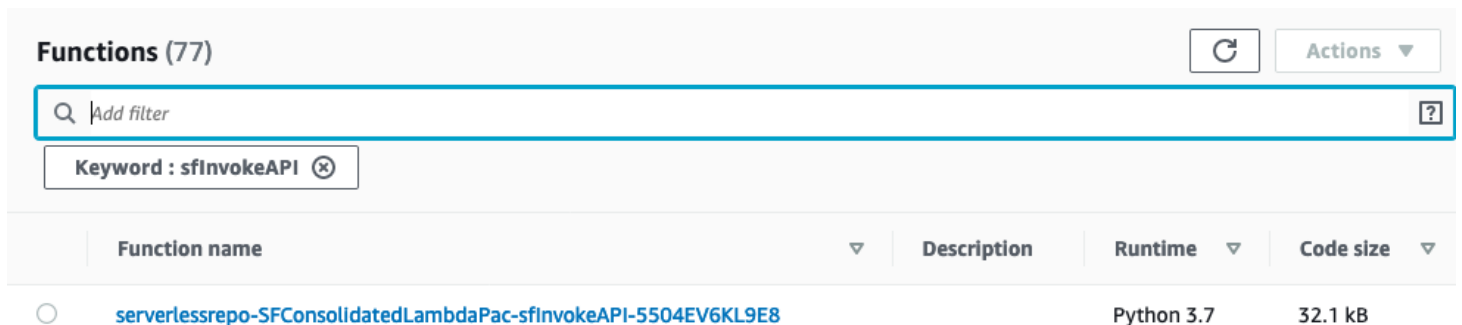 Functions (77)
Actions
Add filter
Keyword : sfInvokeAPI
Function name Description Runtime Code size
serverlessrepo-SFConsolidatedLambdaPac-sfInvokeAPI-5504EV6KL9E8 Python 3.7 32.1 kB